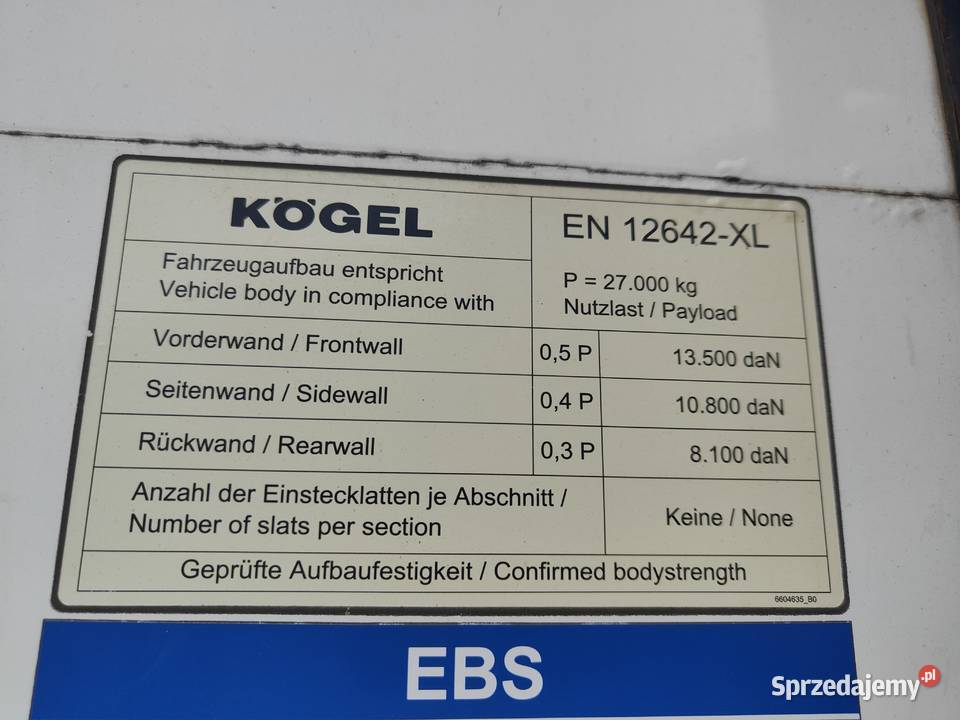 KÖGEL
EN 12642-XL
Fahrzeugaufbau entspricht
Vehicle body in compliance with
P = 27.000 kg
Nutzlast / Payload
Vorderwand / Frontwall 0,5 P 13.500 daN
Seitenwand / Sidewall 0,4 P 10.800 daN
Rückwand / Rearwall 0,3 P 8.100 daN
Anzahl der Einstecklatten je Abschnitt /
Number of slats per section
Keine / None
Geprüfte Aufbaufestigkeit / Confirmed bodystrength
6604635_B0
EBS
Sprzedajemy.pl